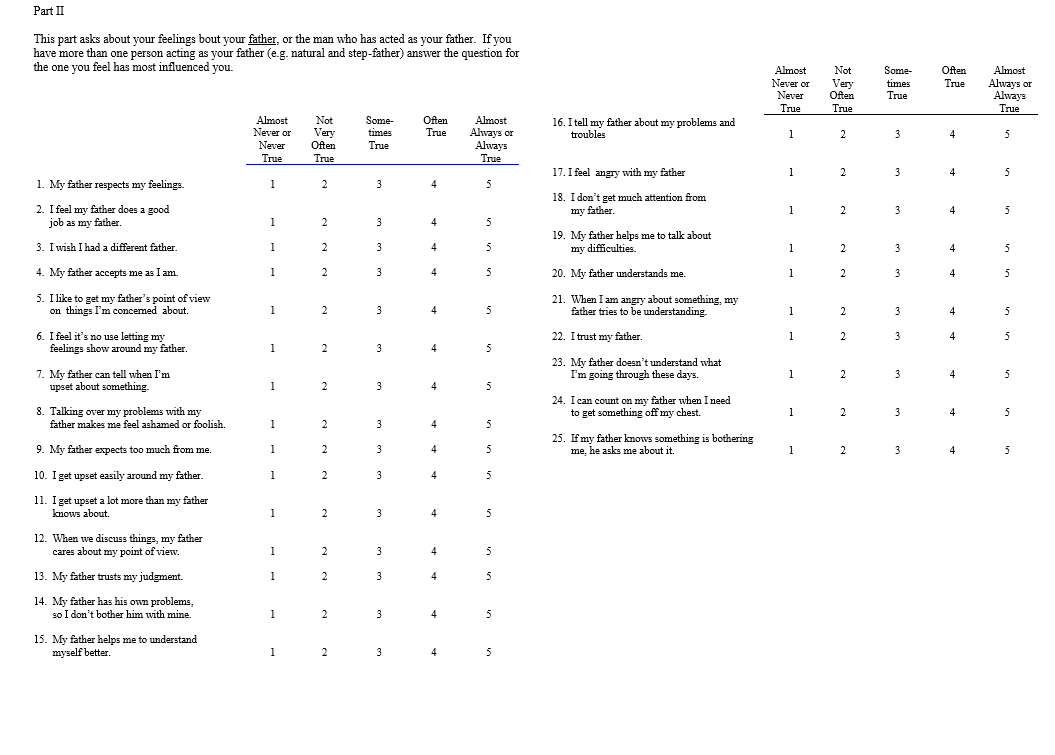 Part II
This part asks about your feelings bout your father, or the man who has acted as your father. If you
have more than one person acting as your father (e.g. natural and step-father) answer the question for
the one you feel has most influenced you.
Almost Not Some- Often Almost
Never or Very times True Always or
Never Often True Always
True True True
1. My father respects my feelings. 1 2 3 4 5
2. I feel my father does a good
job as my father. 1 2 3 4 5
3. I wish I had a different father. 1 2 3 4 5
4. My father accepts me as I am. 1 2 3 4 5
5. I like to get my father's point of view
on things I'm concerned about. 1 2 3 4 5
6. I feel it's no use letting my
feelings show around my father. 1 2 3 4 5
7. My father can tell when I'm
upset about something. 1 2 3 4 5
8. Talking over my problems with my
father makes me feel ashamed or foolish. 1 2 3 4 5
9. My father expects too much from me. 1 2 3 4 5
10. I get upset easily around my father. 1 2 3 4 5
11. I get upset a lot more than my father
knows about. 1 2 3 4 5
12. When we discuss things, my father
cares about my point of view. 1 2 3 4 5
13. My father trusts my judgment. 1 2 3 4 5
14. My father has his own problems,
so I don't bother him with mine. 1 2 3 4 5
15. My father helps me to understand
myself better. 1 2 3 4 5
Almost Not Some- Often Almost
Never or Very times True Always or
Never Often True Always
True True True
16. I tell my father about my problems and
troubles 1 2 3 4 5
17. I feel angry with my father 1 2 3 4 5
18. I don't get much attention from
my father. 1 2 3 4 5
19. My father helps me to talk about
my difficulties. 1 2 3 4 5
20. My father understands me. 1 2 3 4 5
21. When I am angry about something, my
father tries to be understanding. 1 2 3 4 5
22. I trust my father. 1 2 3 4 5
23. My father doesn't understand what
I'm going through these days. 1 2 3 4 5
24. I can count on my father when I need
to get something off my chest. 1 2 3 4 5
25. If my father knows something is bothering
me, he asks me about it. 1 2 3 4 5